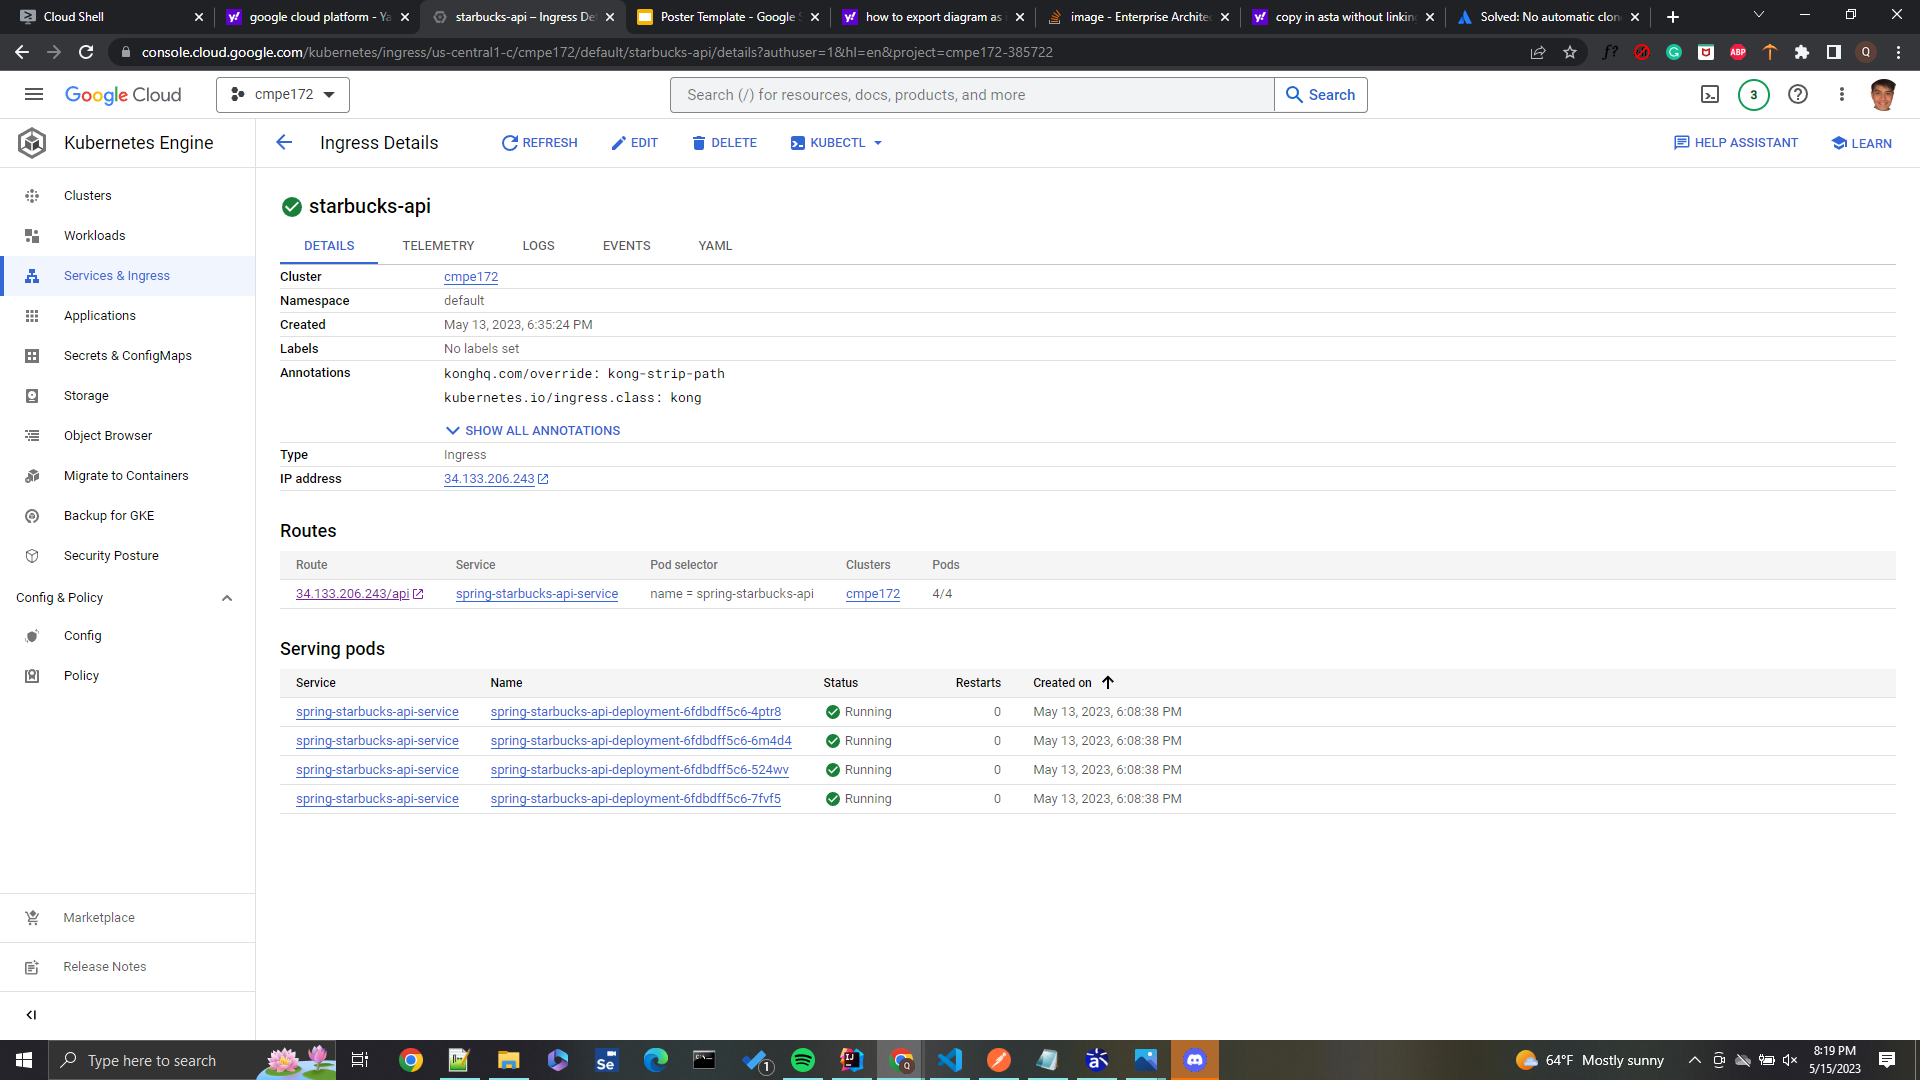 Cloud Shell
google cloud platform - Ya
starbucks-api – Ingress De
Poster Template - Google S
how to export diagram as
image - Enterprise Archite
copy in asta without linkin
Solved: No automatic clon
console.cloud.google.com/kubernetes/ingress/us-central1-c/cmpe172/default/starbucks-api/details?authuser=1&hl=en&project=cmpe172-385722
f?
ABP
Q
Google Cloud
cmpe172
Search (/) for resources, docs, products, and more
Search
3
Kubernetes Engine
Ingress Details
REFRESH
EDIT
DELETE
KUBECTL
HELP ASSISTANT
LEARN
Clusters
Workloads
Services & Ingress
Applications
Secrets & ConfigMaps
Storage
Object Browser
Migrate to Containers
Backup for GKE
Security Posture
Config & Policy
Config
Policy
Marketplace
Release Notes
starbucks-api
DETAILS TELEMETRY LOGS EVENTS YAML
Cluster cmpe172
Namespace default
Created May 13, 2023, 6:35:24 PM
Labels No labels set
Annotations konghq.com/override: kong-strip-path
kubernetes.io/ingress.class: kong
SHOW ALL ANNOTATIONS
Type Ingress
IP address 34.133.206.243
Routes
Route Service Pod selector Clusters Pods
34.133.206.243/api spring-starbucks-api-service name = spring-starbucks-api cmpe172 4/4
Serving pods
Service Name Status Restarts Created on
spring-starbucks-api-service spring-starbucks-api-deployment-6fdbdff5c6-4ptr8 Running 0 May 13, 2023, 6:08:38 PM
spring-starbucks-api-service spring-starbucks-api-deployment-6fdbdff5c6-6m4d4 Running 0 May 13, 2023, 6:08:38 PM
spring-starbucks-api-service spring-starbucks-api-deployment-6fdbdff5c6-524wv Running 0 May 13, 2023, 6:08:38 PM
spring-starbucks-api-service spring-starbucks-api-deployment-6fdbdff5c6-7fvf5 Running 0 May 13, 2023, 6:08:38 PM
Type here to search
Se
1
64°F Mostly sunny
8:19 PM
5/15/2023